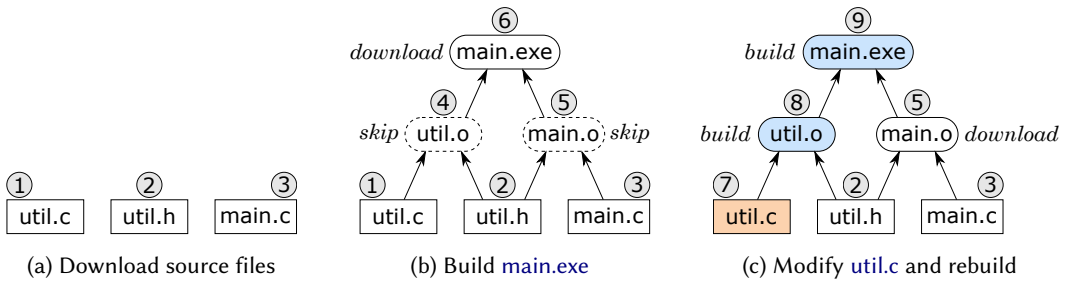 1
2
3
util.c
util.h
main.c
(a) Download source files
6
download
main.exe
4
5
skip
util.o
main.o
skip
1
2
3
util.c
util.h
main.c
(b) Build main.exe
9
build
main.exe
8
5
build
util.o
main.o
download
7
2
3
util.c
util.h
main.c
(c) Modify util.c and rebuild